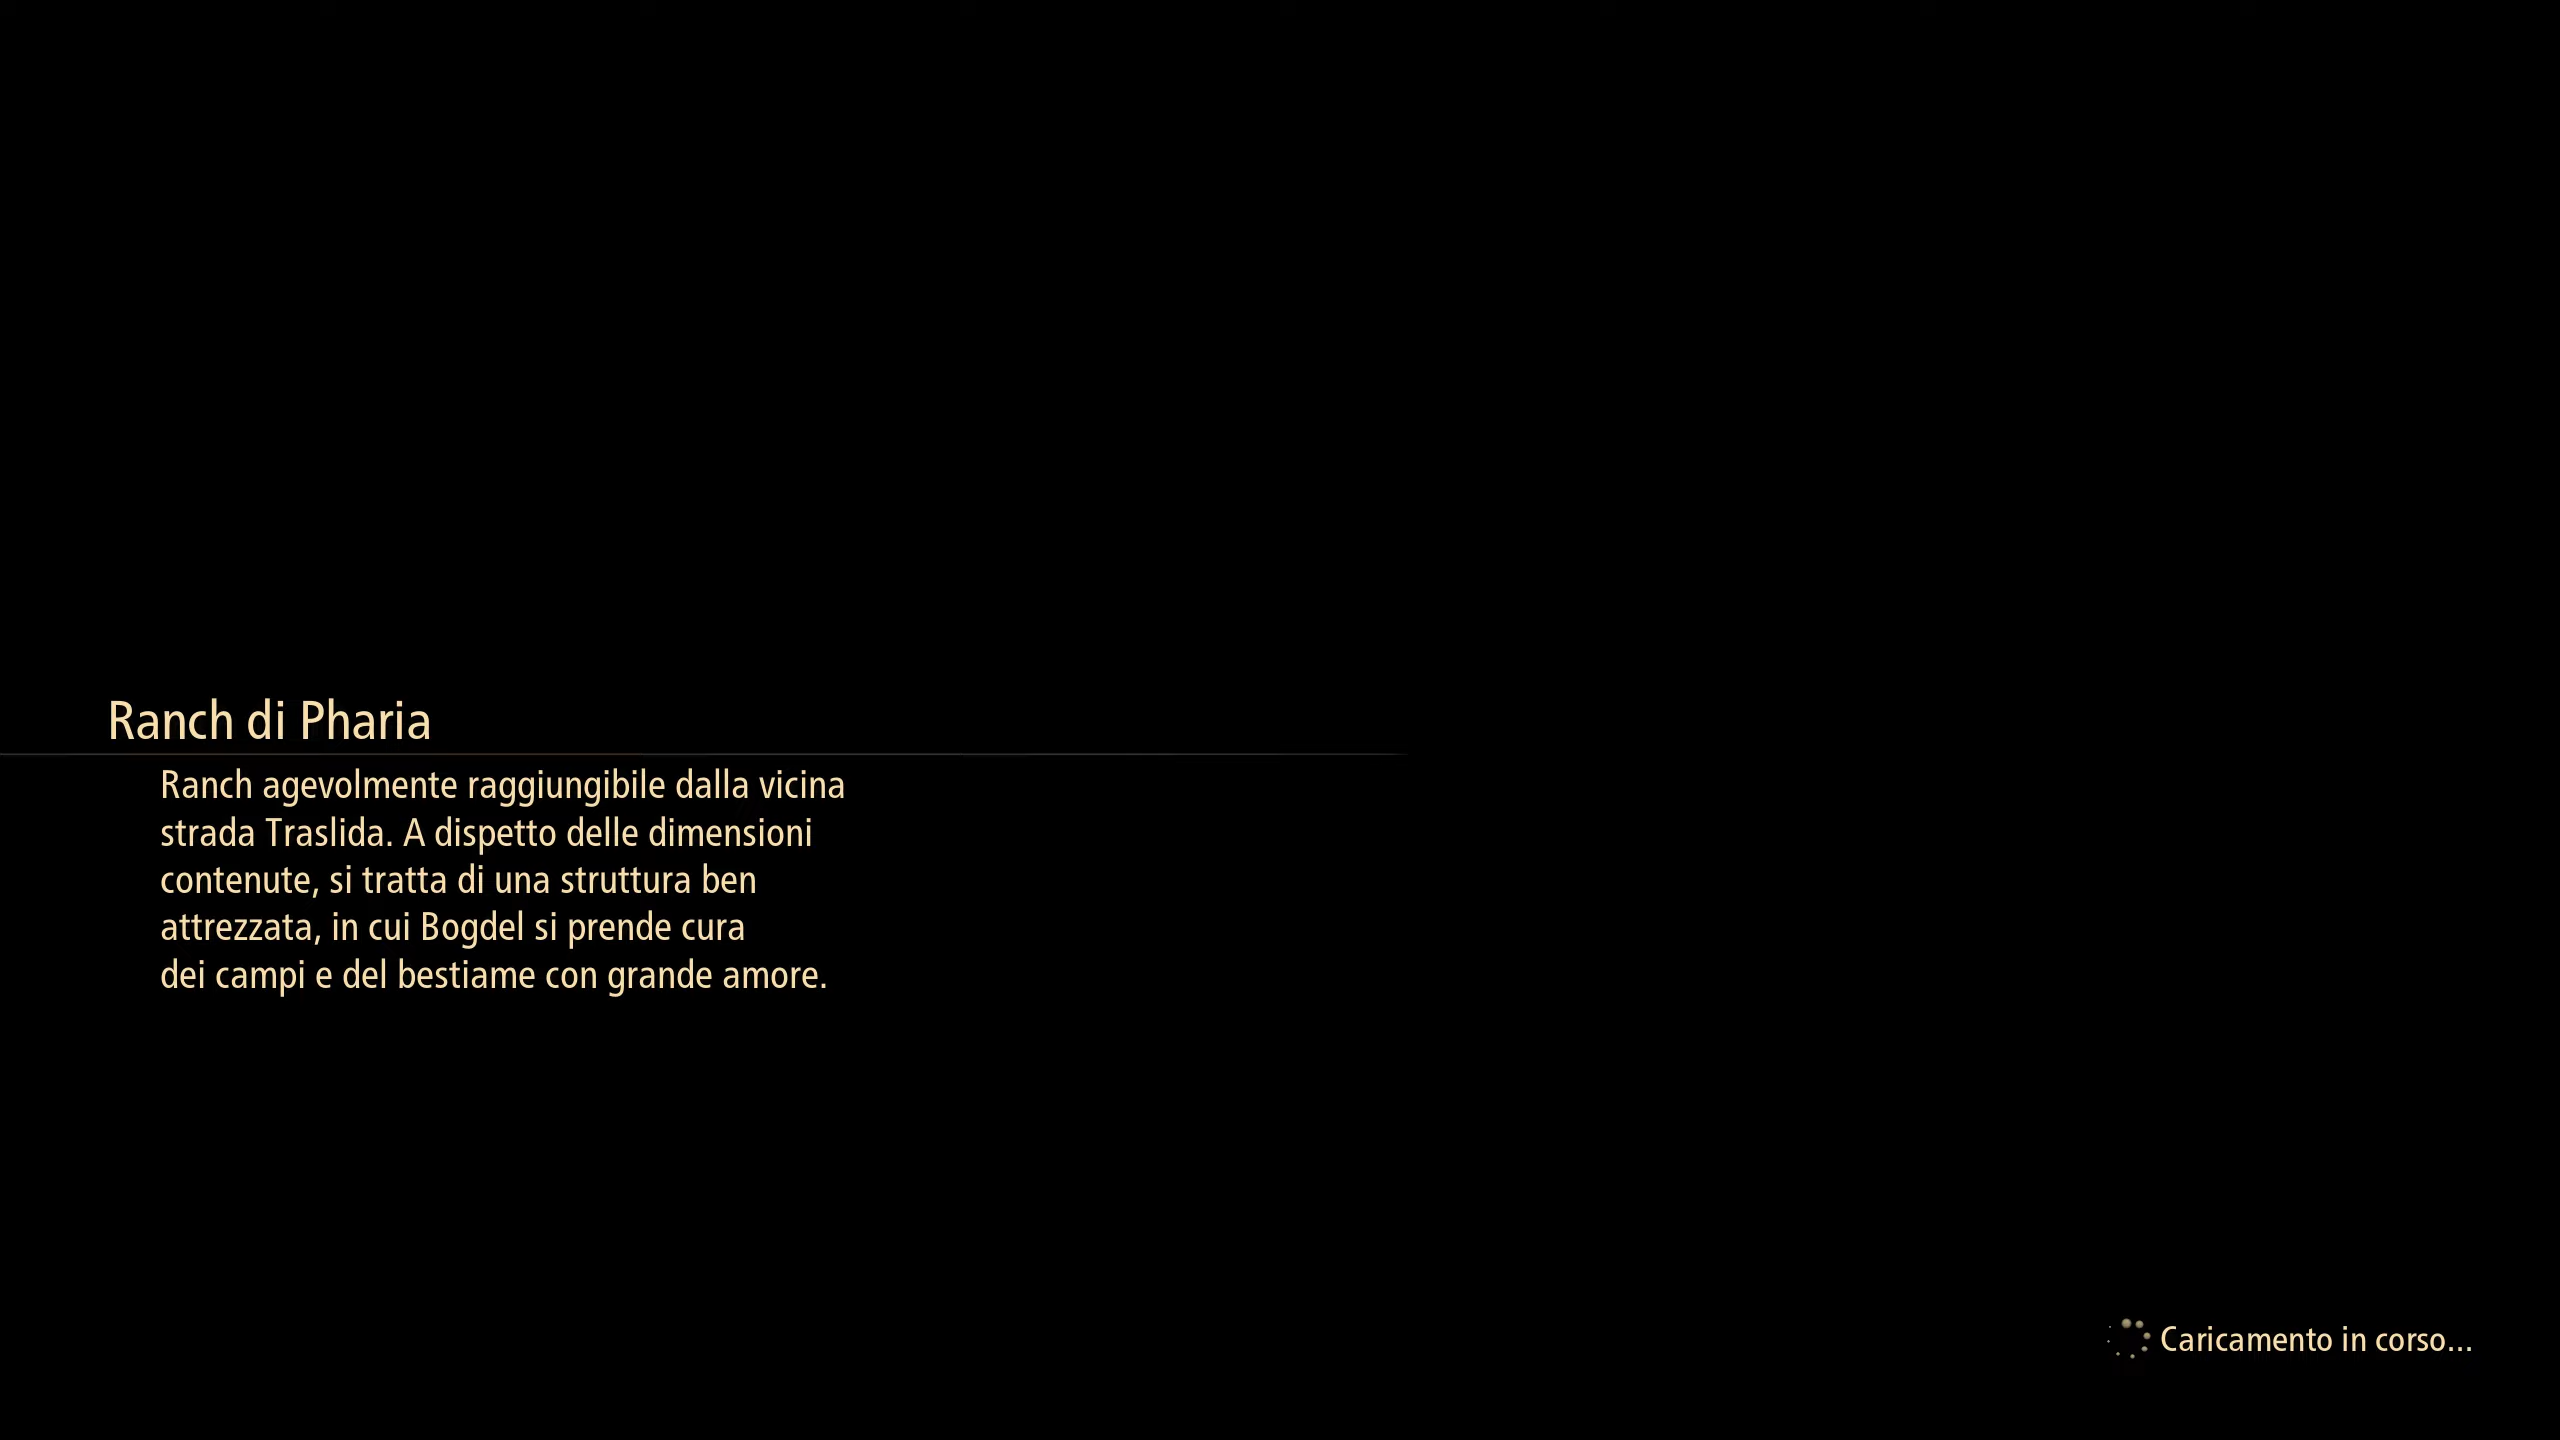 Ranch di Pharia
Ranch agevolmente raggiungibile dalla vicina
strada Traslida. A dispetto delle dimensioni
contenute, si tratta di una struttura ben
attrezzata, in cui Bogdel si prende cura
dei campi e del bestiame con grande amore.
Caricamento in corso...